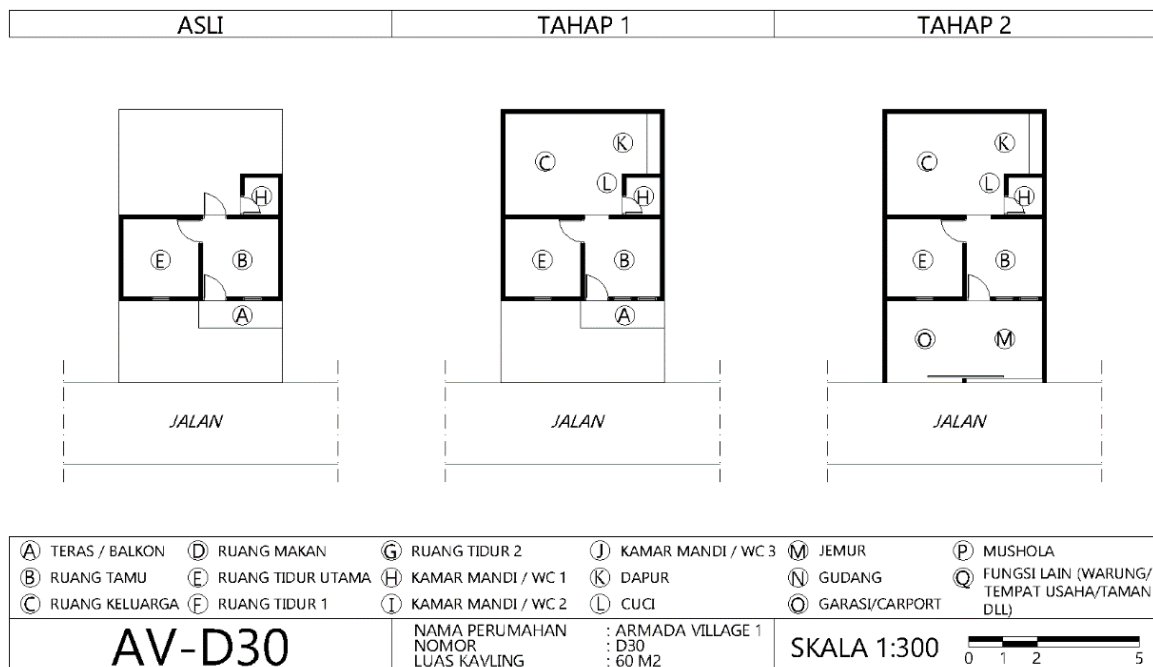 ASLI TAHAP 1 TAHAP 2
K K
C C
L L
H H H
E B E B E B
A A O M
JALAN JALAN JALAN
A TERAS / BALKON D RUANG MAKAN G RUANG TIDUR 2 J KAMAR MANDI / WC 3 M JEMUR P MUSHOLA
B RUANG TAMU E RUANG TIDUR UTAMA H KAMAR MANDI / WC 1 K DAPUR N GUDANG Q FUNGSI LAIN (WARUNG/
TEMPAT USAHA/TAMAN
C RUANG KELUARGA F RUANG TIDUR 1 I KAMAR MANDI / WC 2 L CUCI O GARASI/CARPORT DLL)
AV-D30
NAMA PERUMAHAN : ARMADA VILLAGE 1
NOMOR : D30
LUAS KAVLING : 60 M2
SKALA 1:300
0 1 2 5